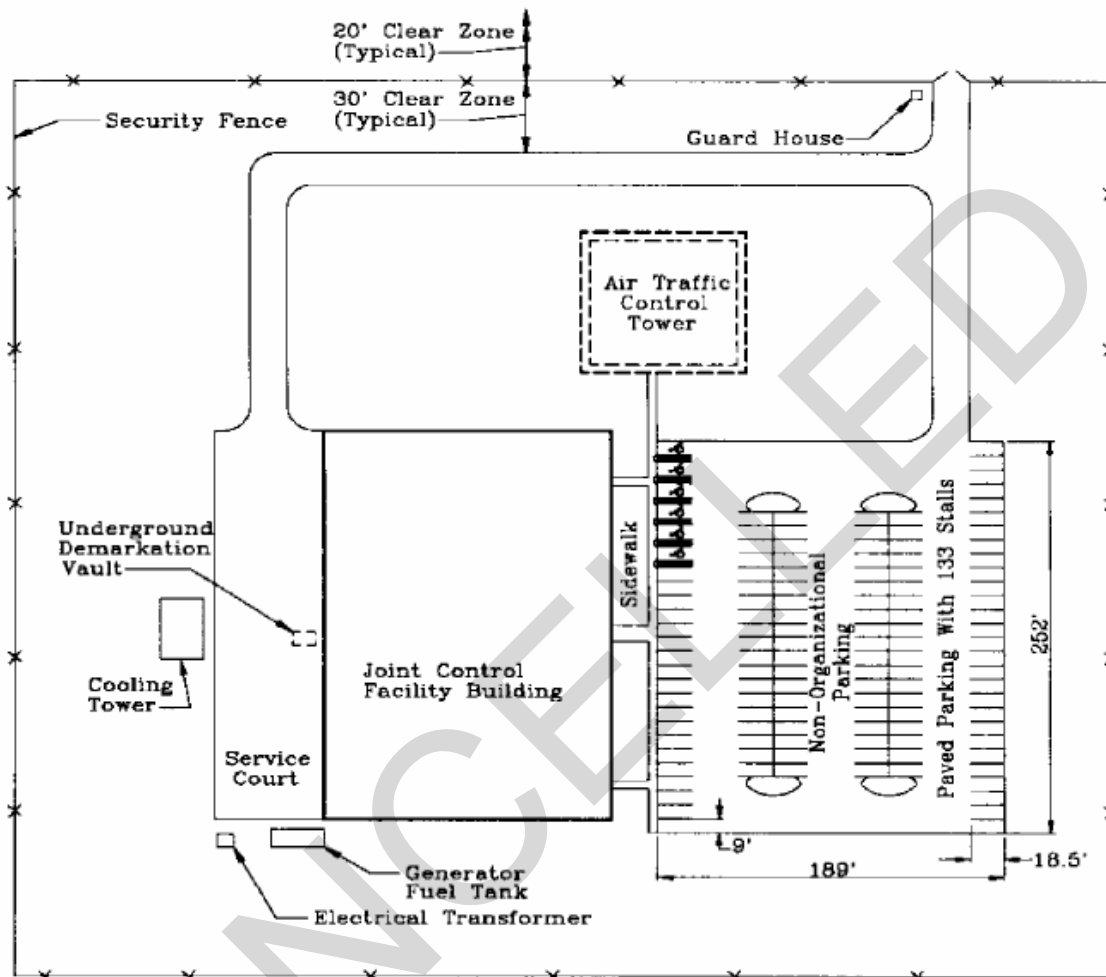 20' Clear Zone
(Typical)
30' Clear Zone
(Typical)
Security Fence
Guard House
Air Traffic
Control
Tower
Underground
Demarkation
Vault
Sidewalk
Non-Organizational
Parking
Paved Parking With 133 Stalls
252'
Joint Control
Facility Building
Cooling
Tower
Service
Court
9'
18.5'
189'
Generator
Fuel Tank
Electrical Transformer
NCELLED